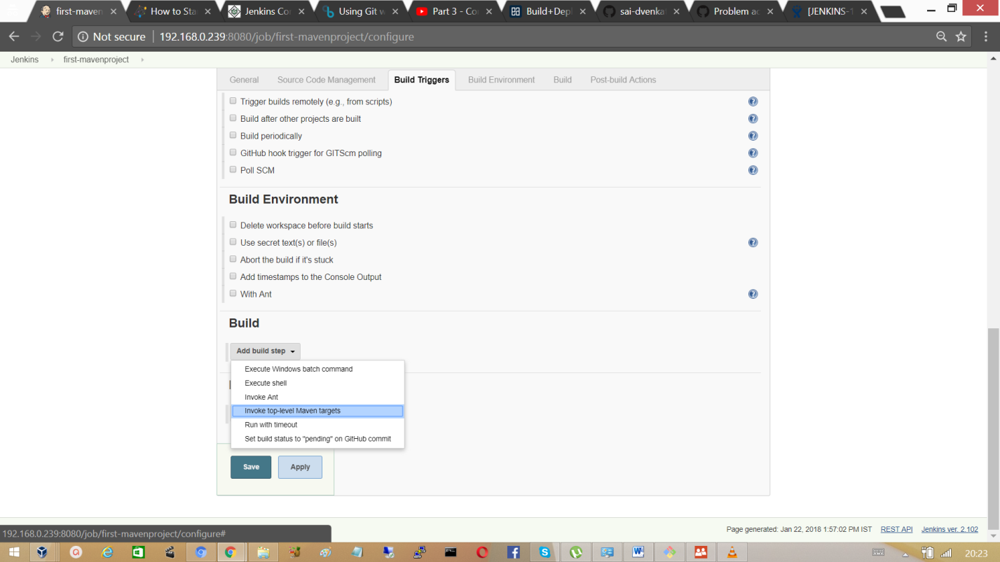 first-maven
How to Sta
Jenkins Co
Using Git w
Part 3 - Co
Build+Dep
sai-dvenka
Problem ac
[JENKINS-1
Not secure
192.168.0.239:8080/job/first-mavenproject/configure
Jenkins
first-mavenproject
General
Source Code Management
Build Triggers
Build Environment
Build
Post-build Actions
Trigger builds remotely (e.g., from scripts)
Build after other projects are built
Build periodically
GitHub hook trigger for GITScm polling
Poll SCM
Build Environment
Delete workspace before build starts
Use secret text(s) or file(s)
Abort the build if it's stuck
Add timestamps to the Console Output
With Ant
Build
Add build step
Execute Windows batch command
Execute shell
Invoke Ant
Invoke top-level Maven targets
Run with timeout
Set build status to "pending" on GitHub commit
Save
Apply
Page generated: Jan 22, 2018 1:57:02 PM IST
REST API
Jenkins ver. 2.102
192.168.0.239:8080/job/first-mavenproject/configure#
20:23